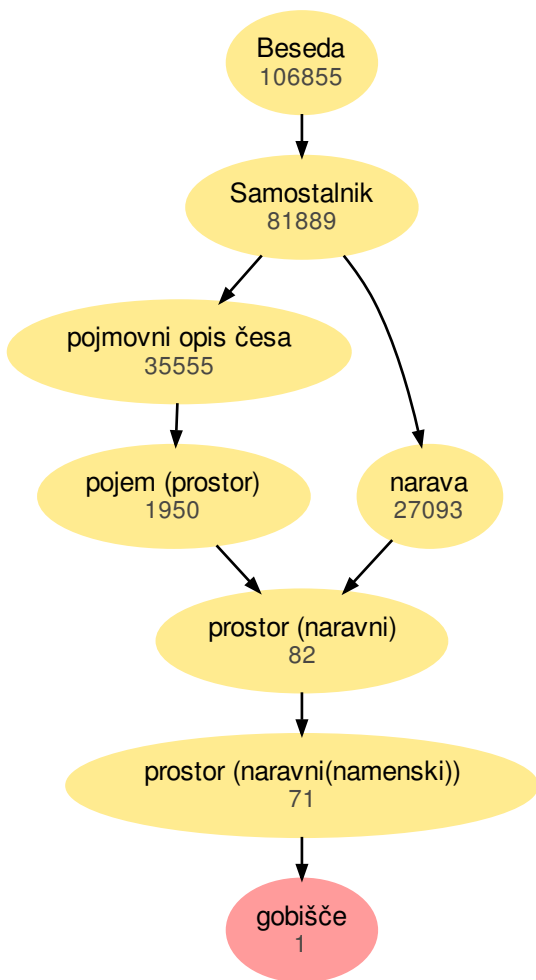 Beseda
106855
Samostalnik
81889
pojmovni opis česa
35555
pojem (prostor)
1950
narava
27093
prostor (naravni)
82
prostor (naravni(namenski))
71
gobišče
1